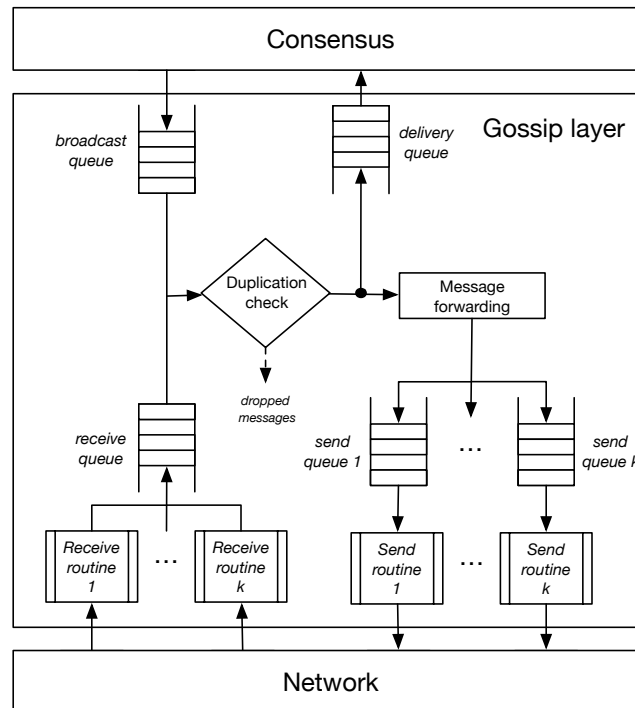 Consensus
Gossip layer
broadcast
queue
delivery
queue
Duplication
check
Message
forwarding
dropped
messages
receive
queue
send
queue 1
...
send
queue k
Receive
routine
1
...
Receive
routine
k
Send
routine
1
...
Send
routine
k
Network